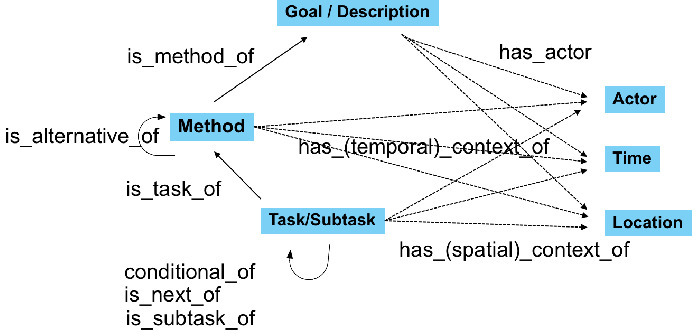 Goal / Description
has_actor
is_method_of
Actor
Method
is_alternative_of
has_(temporal)_context_of
Time
is_task_of
Task/Subtask
Location
has_(spatial)_context_of
conditional_of
is_next_of
is_subtask_of